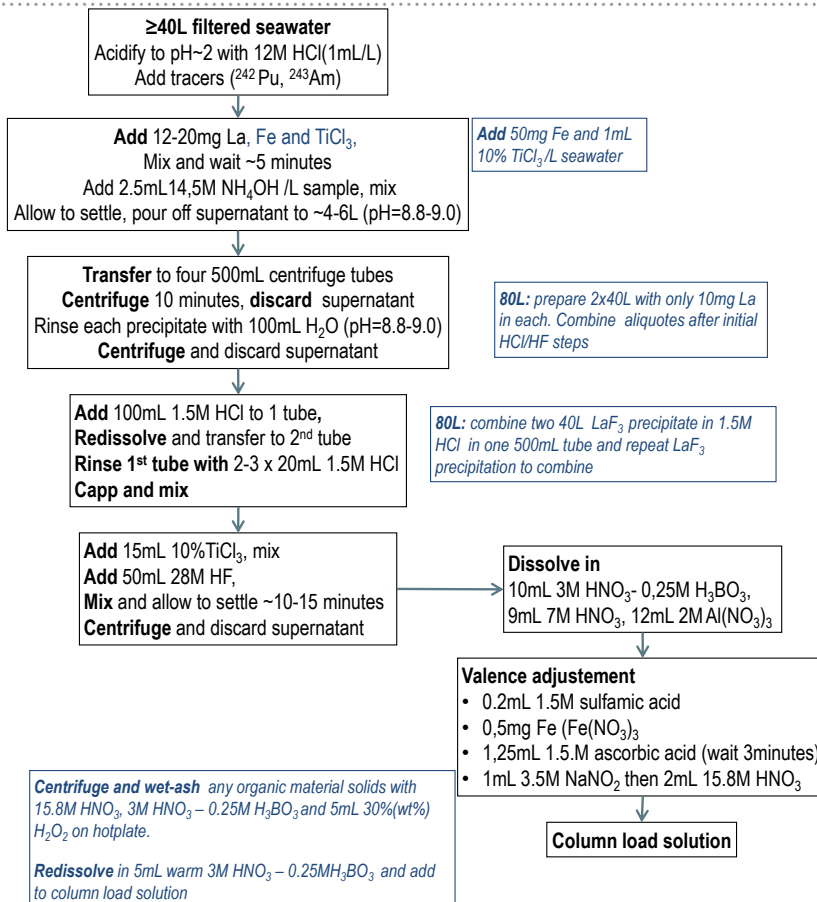 ≥40L filtered seawater
Acidify to pH~2 with 12M HCl(1mL/L)
Add tracers (²⁴² Pu, ²⁴³Am)
Add 12-20mg La, Fe and TiCl₃,
Mix and wait ~5 minutes
Add 2.5mL14,5M NH₄OH /L sample, mix
Allow to settle, pour off supernatant to ~4-6L (pH=8.8-9.0)
Add 50mg Fe and 1mL
10% TiCl₃/L seawater
Transfer to four 500mL centrifuge tubes
Centrifuge 10 minutes, discard supernatant
Rinse each precipitate with 100mL H₂O (pH=8.8-9.0)
Centrifuge and discard supernatant
80L: prepare 2x40L with only 10mg La
in each. Combine aliquotes after initial
HCl/HF steps
Add 100mL 1.5M HCl to 1 tube,
Redissolve and transfer to 2ⁿᵈ tube
Rinse 1ˢᵗ tube with 2-3 x 20mL 1.5M HCl
Capp and mix
80L: combine two 40L LaF₃ precipitate in 1.5M
HCl in one 500mL tube and repeat LaF₃
precipitation to combine
Add 15mL 10%TiCl₃, mix
Add 50mL 28M HF,
Mix and allow to settle ~10-15 minutes
Centrifuge and discard supernatant
Dissolve in
10mL 3M HNO₃- 0,25M H₃BO₃,
9mL 7M HNO₃, 12mL 2M Al(NO₃)₃
Valence adjustement
• 0.2mL 1.5M sulfamic acid
• 0,5mg Fe (Fe(NO₃)₃
• 1,25mL 1.5.M ascorbic acid (wait 3minutes)
• 1mL 3.5M NaNO₂ then 2mL 15.8M HNO₃
Column load solution
Centrifuge and wet-ash any organic material solids with
15.8M HNO₃, 3M HNO₃ – 0.25M H₃BO₃ and 5mL 30%(wt%)
H₂O₂ on hotplate.
Redissolve in 5mL warm 3M HNO₃ – 0.25MH₃BO₃ and add
to column load solution